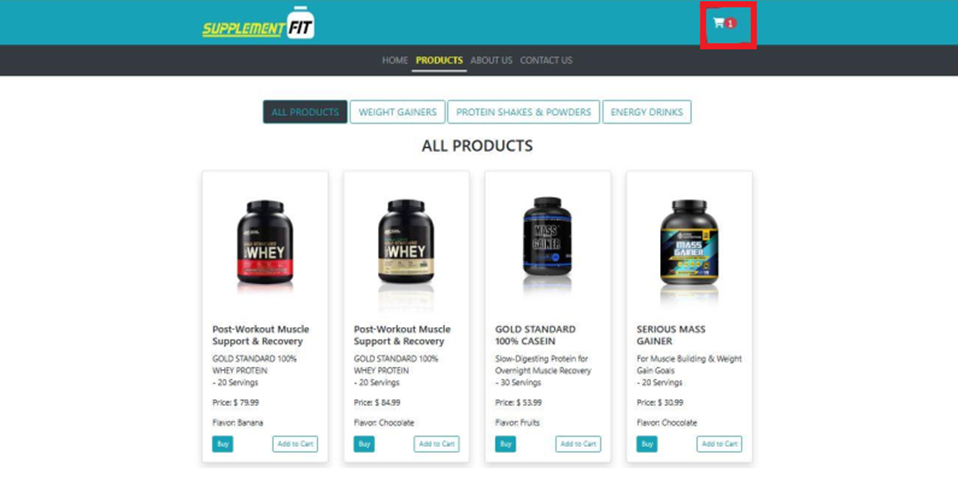 SUPPLEMENT FIT
1
HOME PRODUCTS ABOUT US CONTACT US
ALL PRODUCTS WEIGHT GAINERS PROTEIN SHAKES & POWDERS ENERGY DRINKS
ALL PRODUCTS
WHEY
WHEY
MASS
GAINER
MASS
GAINER
Post-Workout Muscle
Support & Recovery
GOLD STANDARD 100%
WHEY PROTEIN
- 20 Servings
Price: $ 79.99
Flavor: Banana
Buy Add to Cart
Post-Workout Muscle
Support & Recovery
GOLD STANDARD 100%
WHEY PROTEIN
- 20 Servings
Price: $ 84.99
Flavor: Chocolate
Buy Add to Cart
GOLD STANDARD
100% CASEIN
Slow-Digesting Protein for
Overnight Muscle Recovery
- 30 Servings
Price: $ 53.99
Flavor: Fruits
Buy Add to Cart
SERIOUS MASS
GAINER
For Muscle Building & Weight
Gain Goals
- 20 Servings
Price: $ 30.99
Flavor: Chocolate
Buy Add to Cart